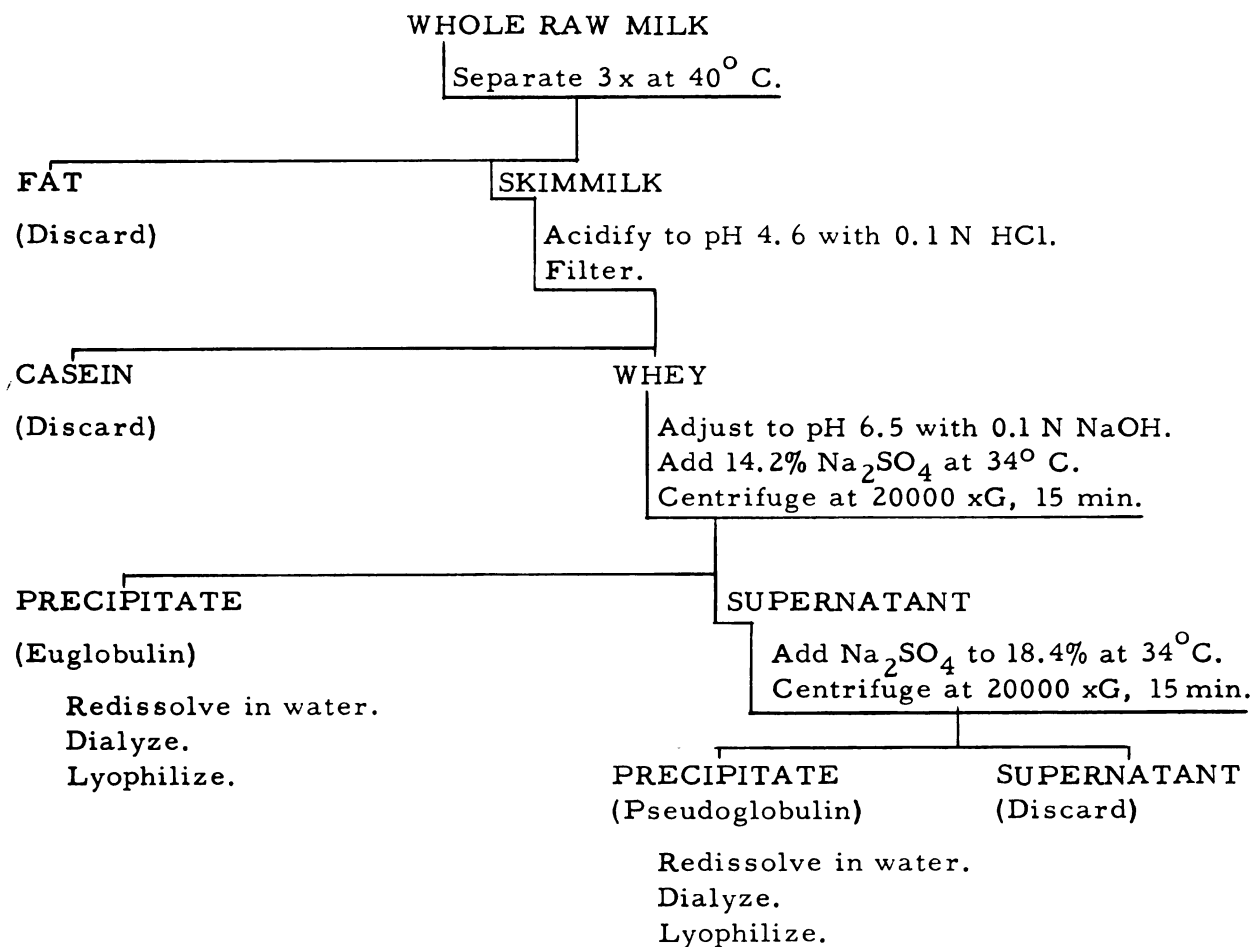 WHOLE RAW MILK
Separate 3x at 40° C.
FAT
SKIMMILK
(Discard)
Acidify to pH 4.6 with 0.1 N HCl.
Filter.
CASEIN
WHEY
(Discard)
Adjust to pH 6.5 with 0.1 N NaOH.
Add 14.2% Na₂SO₄ at 34° C.
Centrifuge at 20000 xG, 15 min.
PRECIPITATE
SUPERNATANT
(Euglobulin)
Add Na₂SO₄ to 18.4% at 34°C.
Centrifuge at 20000 xG, 15 min.
Redissolve in water.
Dialyze.
Lyophilize.
PRECIPITATE
SUPERNATANT
(Pseudoglobulin)
(Discard)
Redissolve in water.
Dialyze.
Lyophilize.